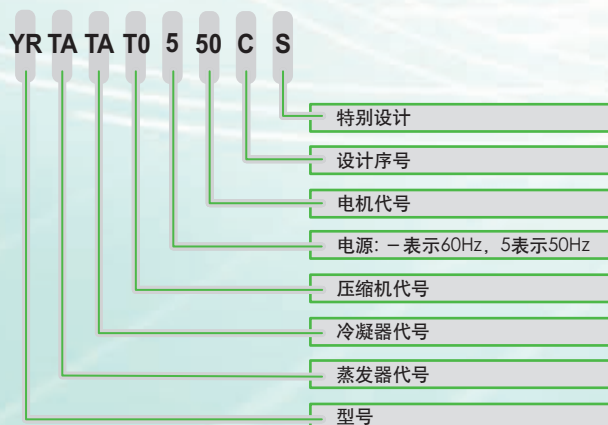 YR TA TA T0 5 50 C S
特别设计
设计序号
电机代号
电源: －表示60Hz，5表示50Hz
压缩机代号
冷凝器代号
蒸发器代号
型号